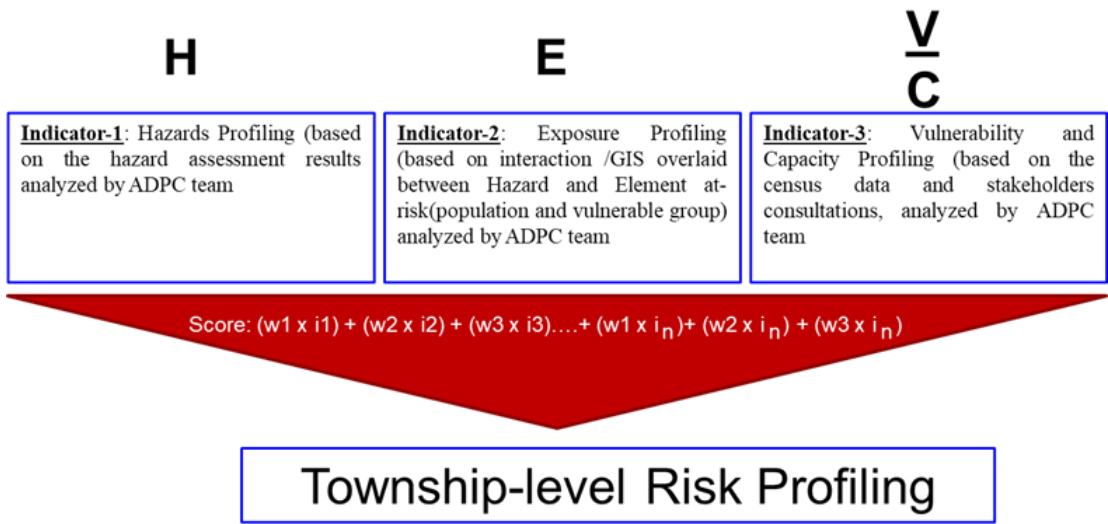 H
E
V
C
Indicator-1: Hazards Profiling (based
on the hazard assessment results
analyzed by ADPC team
Indicator-2: Exposure Profiling
(based on interaction /GIS overlaid
between Hazard and Element at-
risk(population and vulnerable group)
analyzed by ADPC team
Indicator-3: Vulnerability and
Capacity Profiling (based on the
census data and stakeholders
consultations, analyzed by ADPC
team
Score: (w1 x i1) + (w2 x i2) + (w3 x i3)....+ (w1 x in)+ (w2 x in) + (w3 x in)
Township-level Risk Profiling